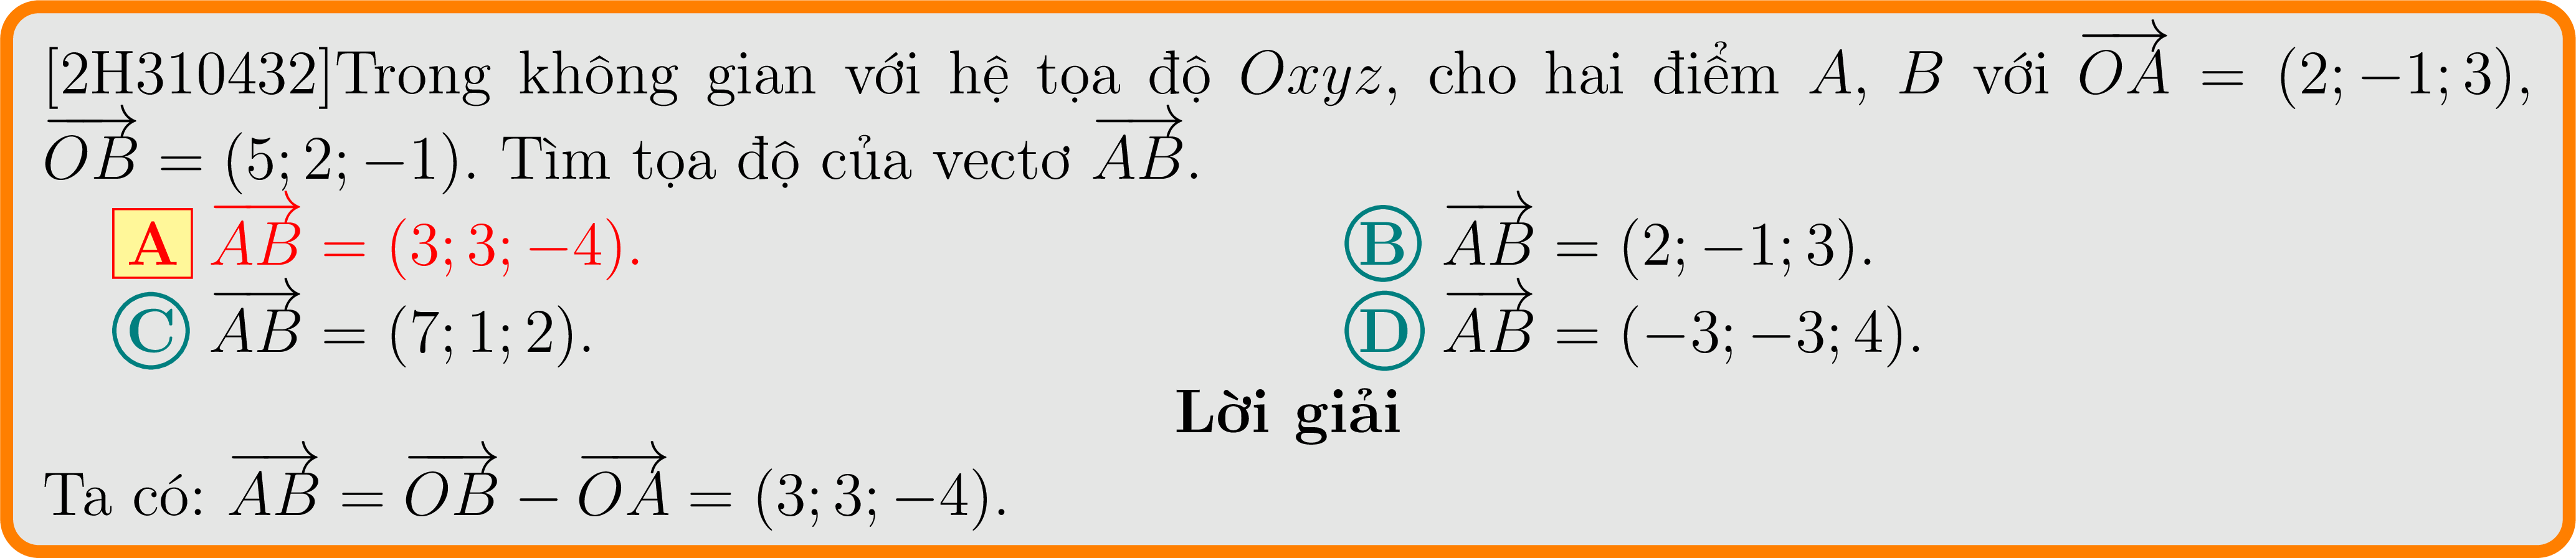 [2H310432]Trong không gian với hệ tọa độ Oxyz, cho hai điểm A, B với $\overrightarrow{OA}$ = (2; −1; 3),
$\overrightarrow{OB}$ = (5; 2; −1). Tìm tọa độ của vectơ $\overrightarrow{AB}$.
A $\overrightarrow{AB}$ = (3; 3; −4). B $\overrightarrow{AB}$ = (2; −1; 3).
C $\overrightarrow{AB}$ = (7; 1; 2). D $\overrightarrow{AB}$ = (−3; −3; 4).
Lời giải
Ta có: $\overrightarrow{AB}$ = $\overrightarrow{OB}$ − $\overrightarrow{OA}$ = (3; 3; −4).